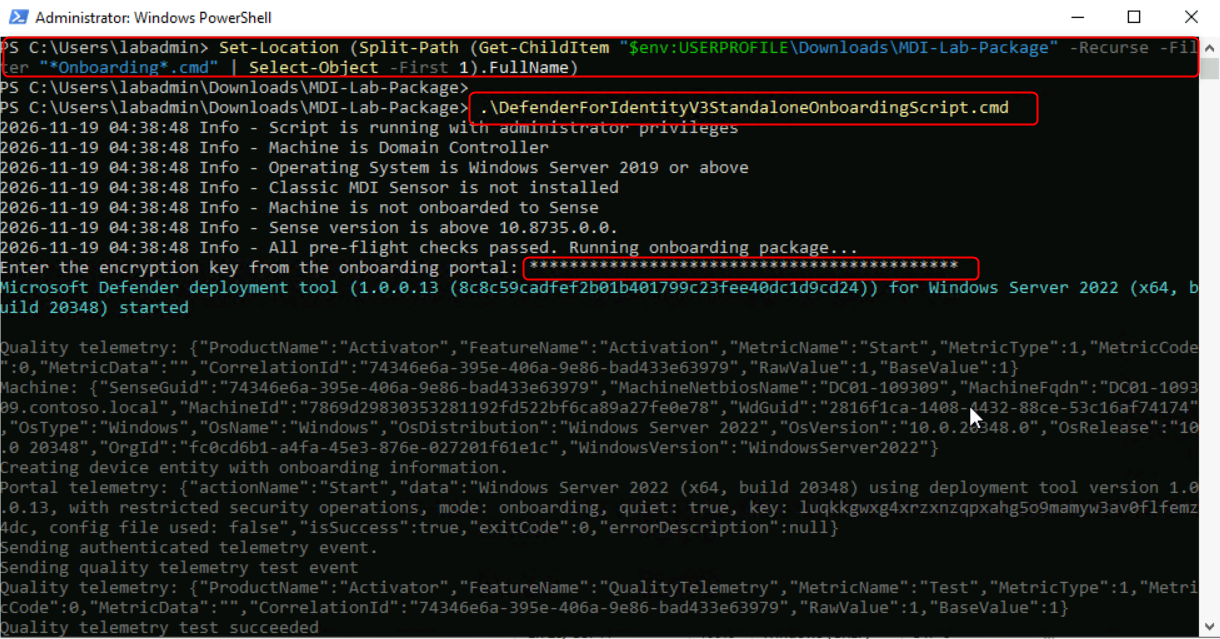 Administrator: Windows PowerShell
PS C:\Users\labadmin> Set-Location (Split-Path (Get-ChildItem "$env:USERPROFILE\Downloads\MDI-Lab-Package" -Recurse -Fil
ter "*Onboarding*.cmd" | Select-Object -First 1).FullName)
PS C:\Users\labadmin\Downloads\MDI-Lab-Package>
PS C:\Users\labadmin\Downloads\MDI-Lab-Package> .\DefenderForIdentityV3StandaloneOnboardingScript.cmd
2026-11-19 04:38:48 Info - Script is running with administrator privileges
2026-11-19 04:38:48 Info - Machine is Domain Controller
2026-11-19 04:38:48 Info - Operating System is Windows Server 2019 or above
2026-11-19 04:38:48 Info - Classic MDI Sensor is not installed
2026-11-19 04:38:48 Info - Machine is not onboarded to Sense
2026-11-19 04:38:48 Info - Sense version is above 10.8735.0.0.
2026-11-19 04:38:48 Info - All pre-flight checks passed. Running onboarding package...
Enter the encryption key from the onboarding portal: *******************************************
Microsoft Defender deployment tool (1.0.0.13 (8c8c59cadfef2b01b401799c23fee40dc1d9cd24)) for Windows Server 2022 (x64, b
uild 20348) started
Quality telemetry: {"ProductName":"Activator","FeatureName":"Activation","MetricName":"Start","MetricType":1,"MetricCode
":0,"MetricData":"","CorrelationId":"74346e6a-395e-406a-9e86-bad433e63979","RawValue":1,"BaseValue":1}
Machine: {"SenseGuid":"74346e6a-395e-406a-9e86-bad433e63979","MachineNetbiosName":"DC01-109309","MachineFqdn":"DC01-1093
09.contoso.local","MachineId":"7869d29830353281192fd522bf6ca89a27fe0e78","WdGuid":"2816f1ca-1408-4432-88ce-53c16af74174"
,"OsType":"Windows","OsName":"Windows","OsDistribution":"Windows Server 2022","OsVersion":"10.0.20348.0","OsRelease":"10
.0 20348","OrgId":"fc0cd6b1-a4fa-45e3-876e-027201f61e1c","WindowsVersion":"WindowsServer2022"}
Creating device entity with onboarding information.
Portal telemetry: {"actionName":"Start","data":"Windows Server 2022 (x64, build 20348) using deployment tool version 1.0
.0.13, with restricted security operations, mode: onboarding, quiet: true, key: luqkkgwxg4xrzxnzqpxahg5o9mamyw3av0flfemz
4dc, config file used: false","isSuccess":true,"exitCode":0,"errorDescription":null}
Sending authenticated telemetry event.
Sending quality telemetry test event
Quality telemetry: {"ProductName":"Activator","FeatureName":"QualityTelemetry","MetricName":"Test","MetricType":1,"Metri
cCode":0,"MetricData":"","CorrelationId":"74346e6a-395e-406a-9e86-bad433e63979","RawValue":1,"BaseValue":1}
Quality telemetry test succeeded